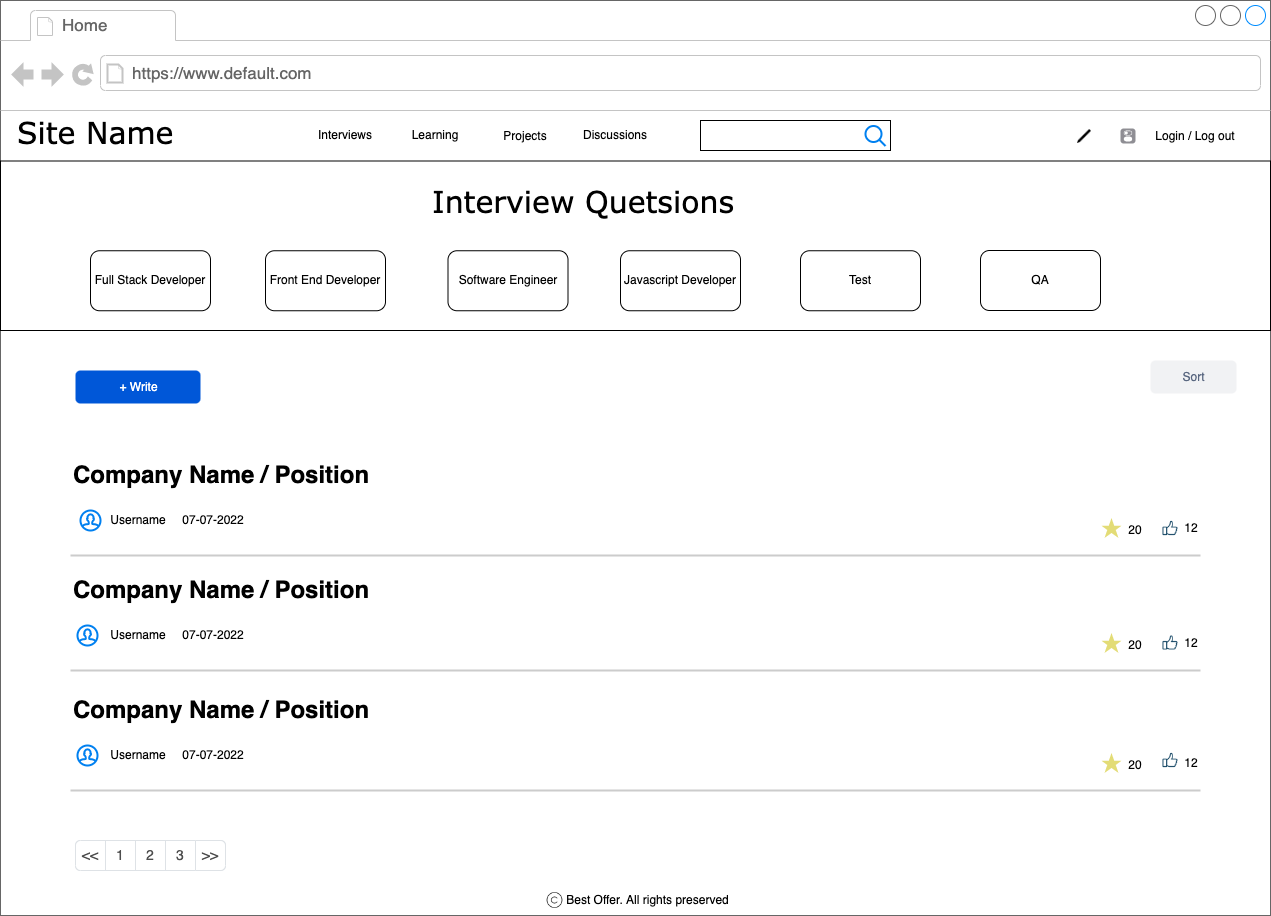 Home
https://www.default.com
Site Name Interviews Learning Projects Discussions Login / Log out
Interview Quetsions
Full Stack Developer Front End Developer Software Engineer Javascript Developer Test QA
+ Write Sort
Company Name / Position
Username 07-07-2022 20 12
Company Name / Position
Username 07-07-2022 20 12
Company Name / Position
Username 07-07-2022 20 12
<< 1 2 3 >>
© Best Offer. All rights preserved